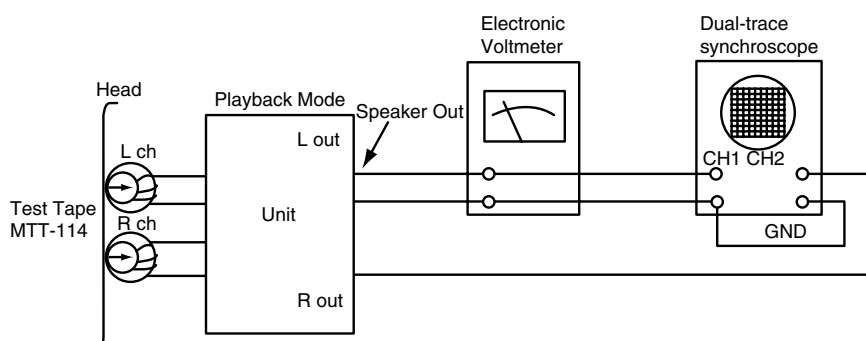 Electronic
Voltmeter
Dual-trace
synchroscope
Head
Playback Mode
Speaker Out
L out
L ch
CH1 CH2
Test Tape
MTT-114
R ch
Unit
GND
R out